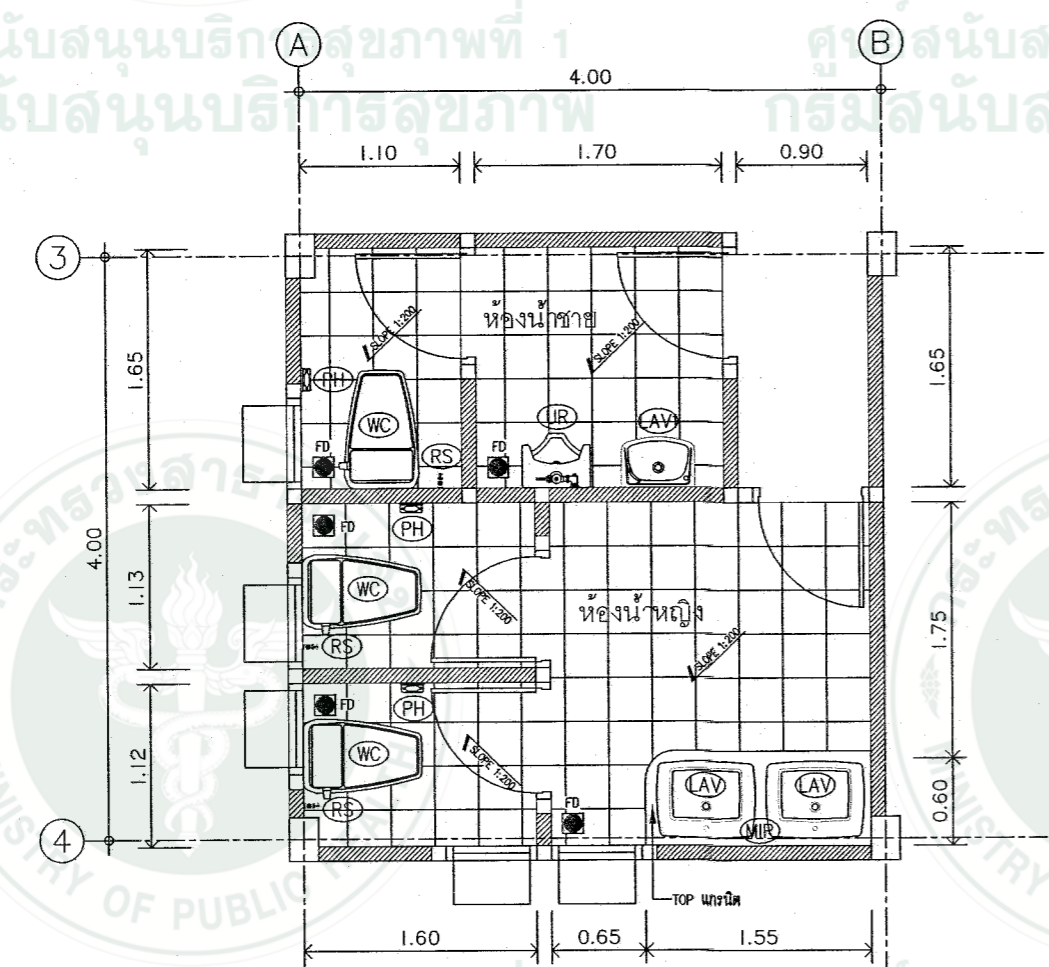 นับสนุนบริการสุขภาพที่ 1
นับสนุนบริการสุขภาพ
กรมสนับส
A
B
4.00
1.10
1.70
0.90
3
ห้องน้ำชาย
SLOPE 1:200
SLOPE 1:200
1.65
1.65
PH
WC
UR
LAV
FD
RS
FD
4.00
FD
PH
1.13
WC
SLOPE 1:200
ห้องน้ำหญิง
SLOPE 1:200
1.75
RS
FD
PH
1.12
WC
SLOPE 1:200
LAV
LAV
RS
FD
MIR
0.60
4
TOP แกรนิต
1.60
0.65
1.55
OF PUBLIC
MINISTRY